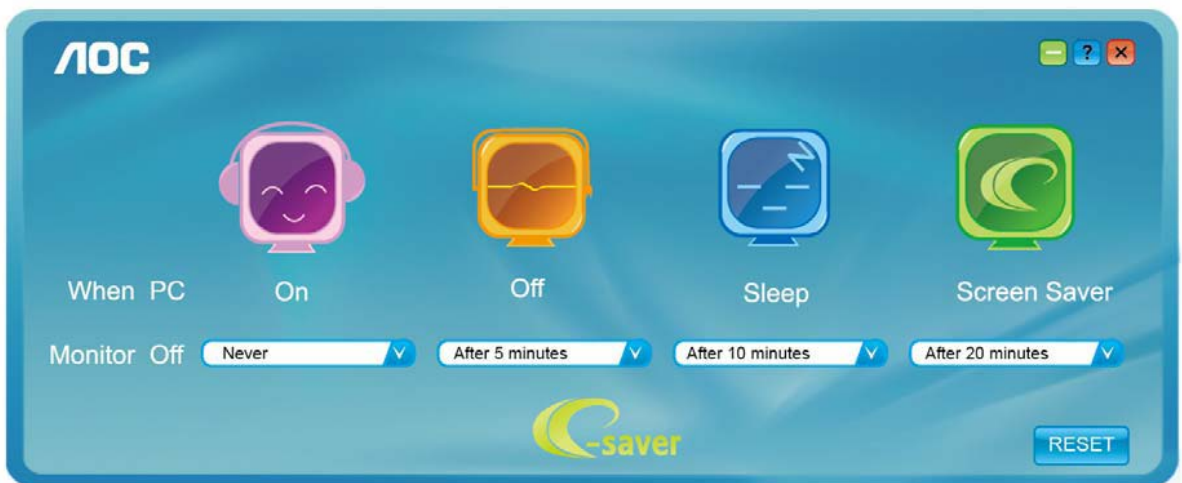 AOC
?
When PC On Off Sleep Screen Saver
Monitor Off Never After 5 minutes After 10 minutes After 20 minutes
e-saver
RESET